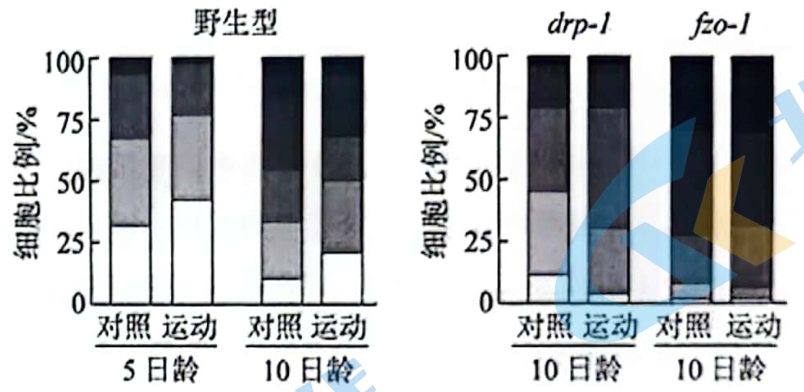 野生型
细胞比例/%
100
75
50
25
0
对照 运动 对照 运动
5日龄 10日龄
drp-1 fzo-1
细胞比例/%
100
75
50
25
0
对照 运动 对照 运动
10日龄 10日龄